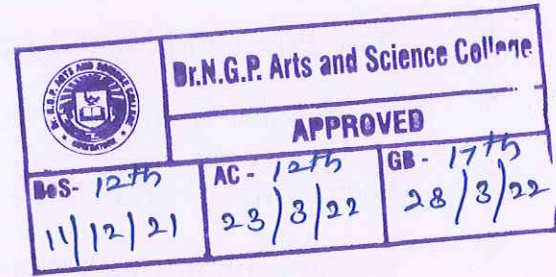 Dr.N.G.P. Arts and Science College
APPROVED
BoS- 12th
11/12/21
AC - 12th
23/3/22
GB - 17th
28/3/22